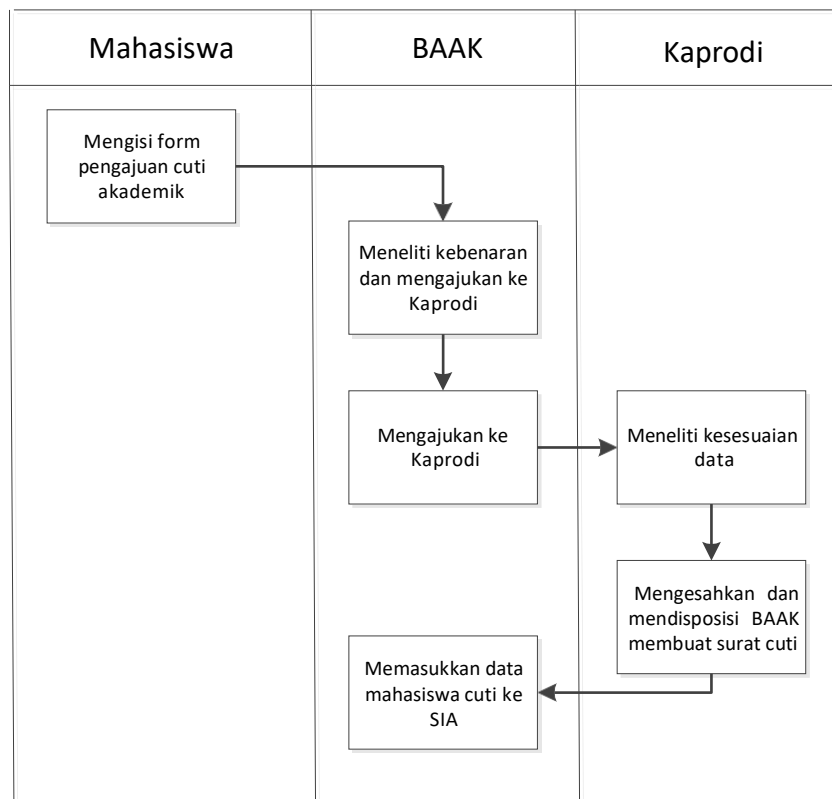 Mahasiswa
BAAK
Kaprodi
Mengisi form
pengajuan cuti
akademik
Meneliti kebenaran
dan mengajukan ke
Kaprodi
Mengajukan ke
Kaprodi
Meneliti kesesuaian
data
Mengesahkan dan
mendisposisi BAAK
membuat surat cuti
Memasukkan data
mahasiswa cuti ke
SIA